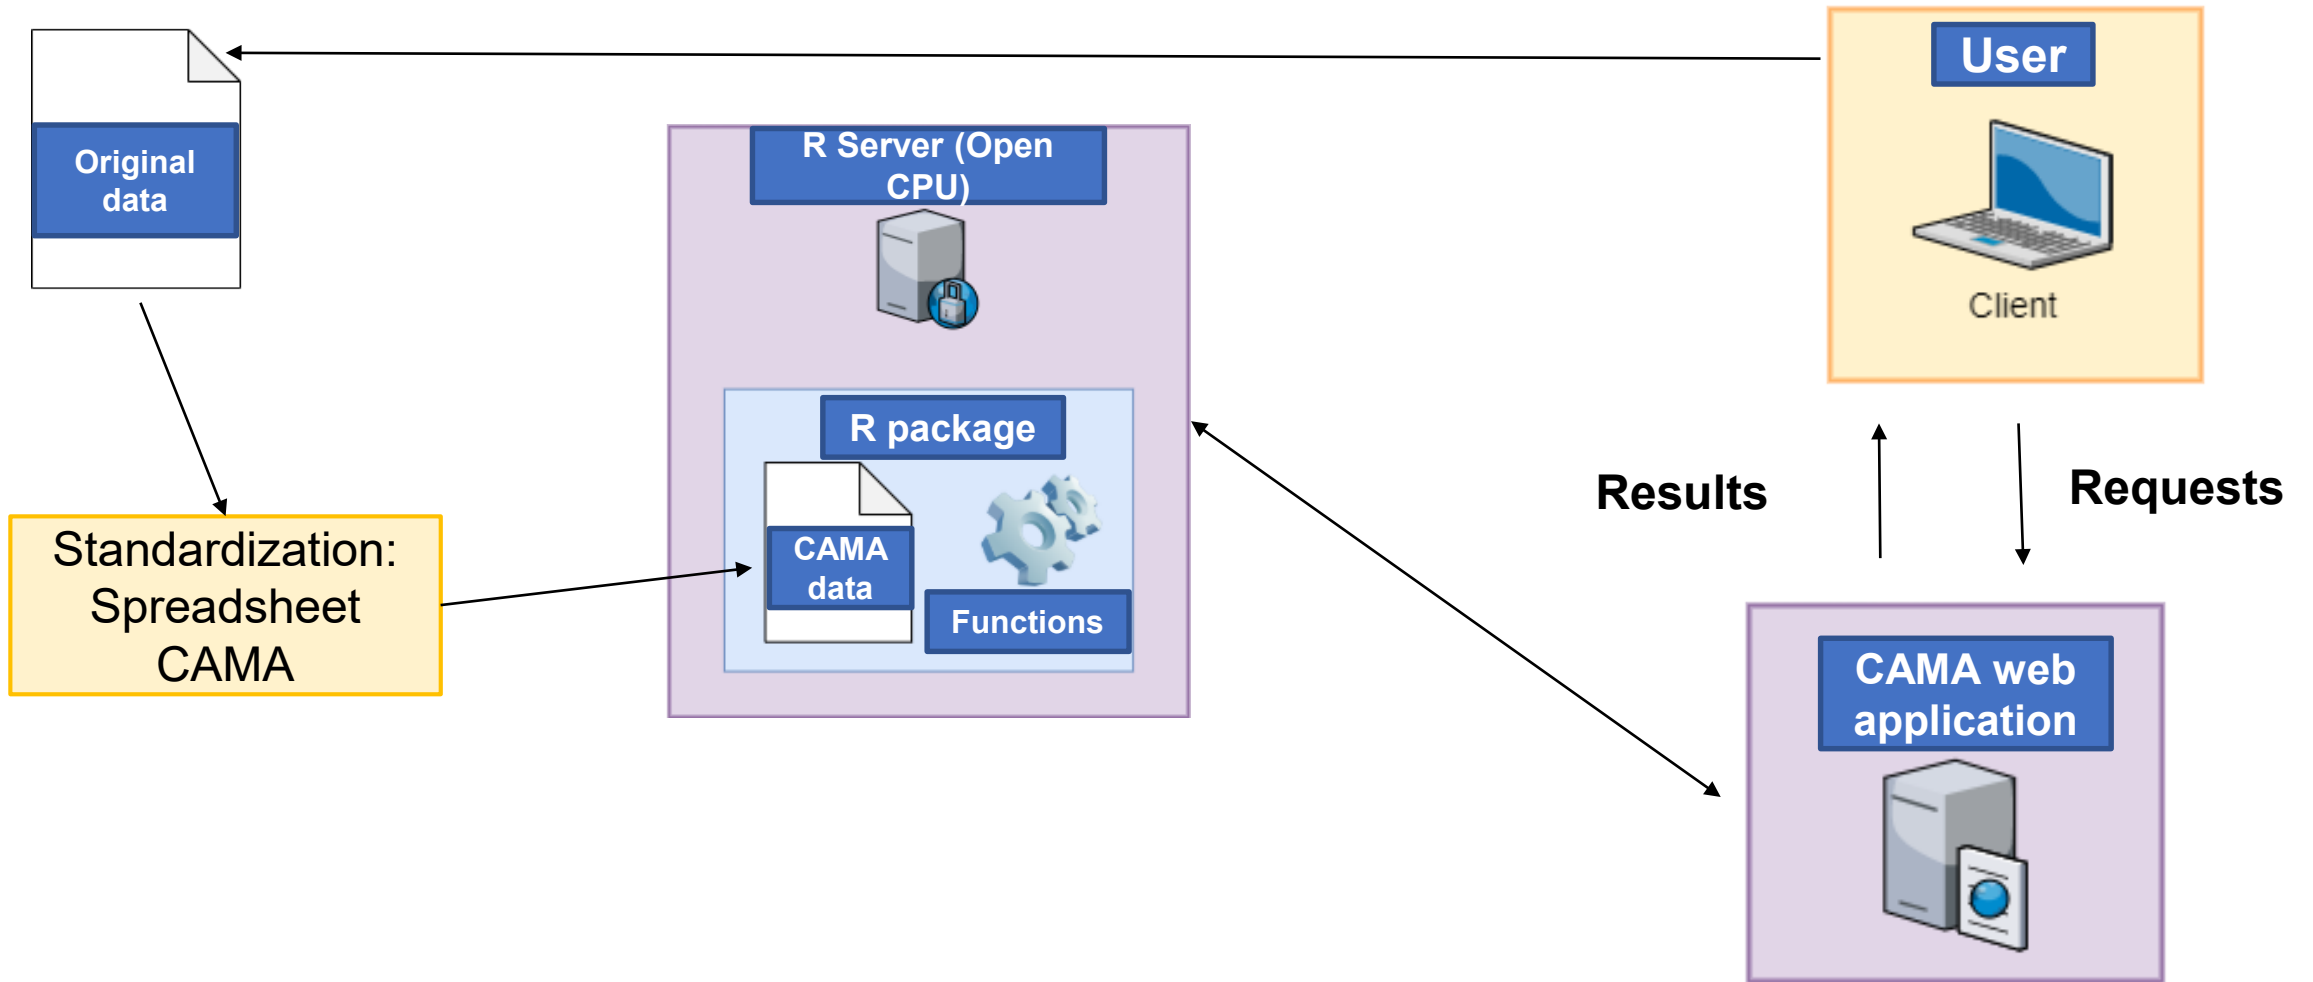 User
Original
data
R Server (Open
CPU)
Client
R package
Results
Requests
Standardization:
Spreadsheet
CAMA
CAMA
data
Functions
CAMA web
application